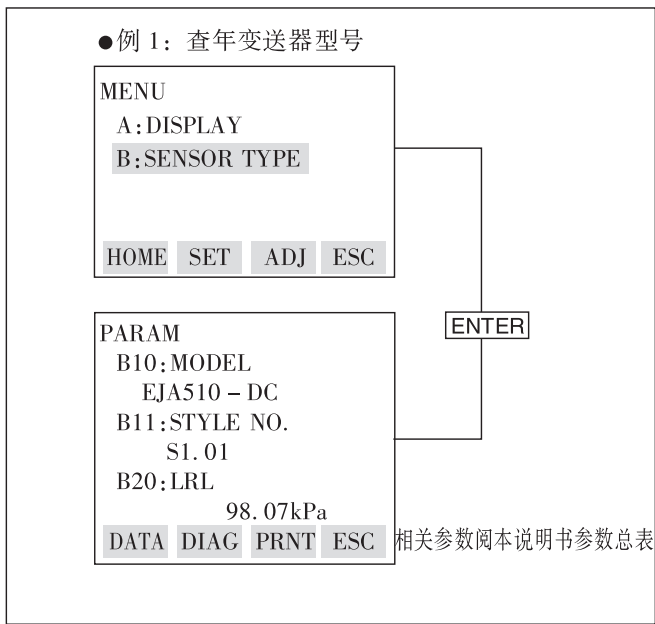 ●例 1：查年变送器型号
MENU
A:DISPLAY
B:SENSOR TYPE
HOME SET ADJ ESC
ENTER
PARAM
B10:MODEL
EJA510－DC
B11:STYLE NO.
S1.01
B20:LRL
98.07kPa
DATA DIAG PRNT ESC
相关参数阅本说明书参数总表